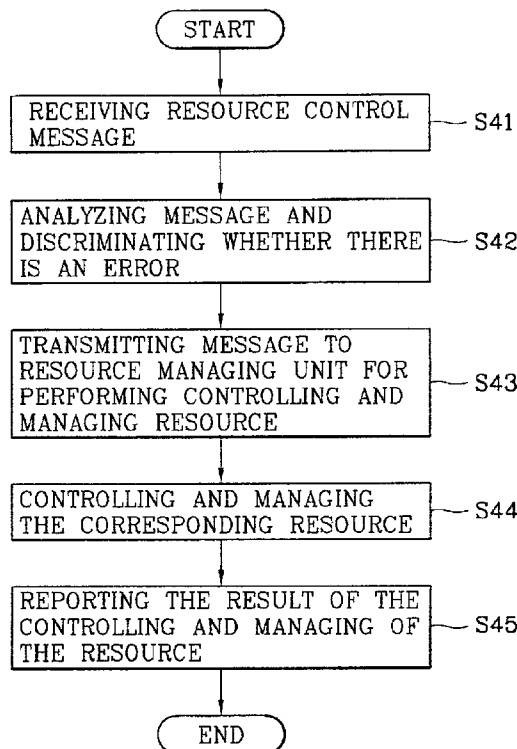 START
RECEIVING RESOURCE CONTROL
MESSAGE
S41
ANALYZING MESSAGE AND
DISCRIMINATING WHETHER THERE
IS AN ERROR
S42
TRANSMITTING MESSAGE TO
RESOURCE MANAGING UNIT FOR
PERFORMING CONTROLLING AND
MANAGING RESOURCE
S43
CONTROLLING AND MANAGING
THE CORRESPONDING RESOURCE
S44
REPORTING THE RESULT OF THE
CONTROLLING AND MANAGING OF
THE RESOURCE
S45
END